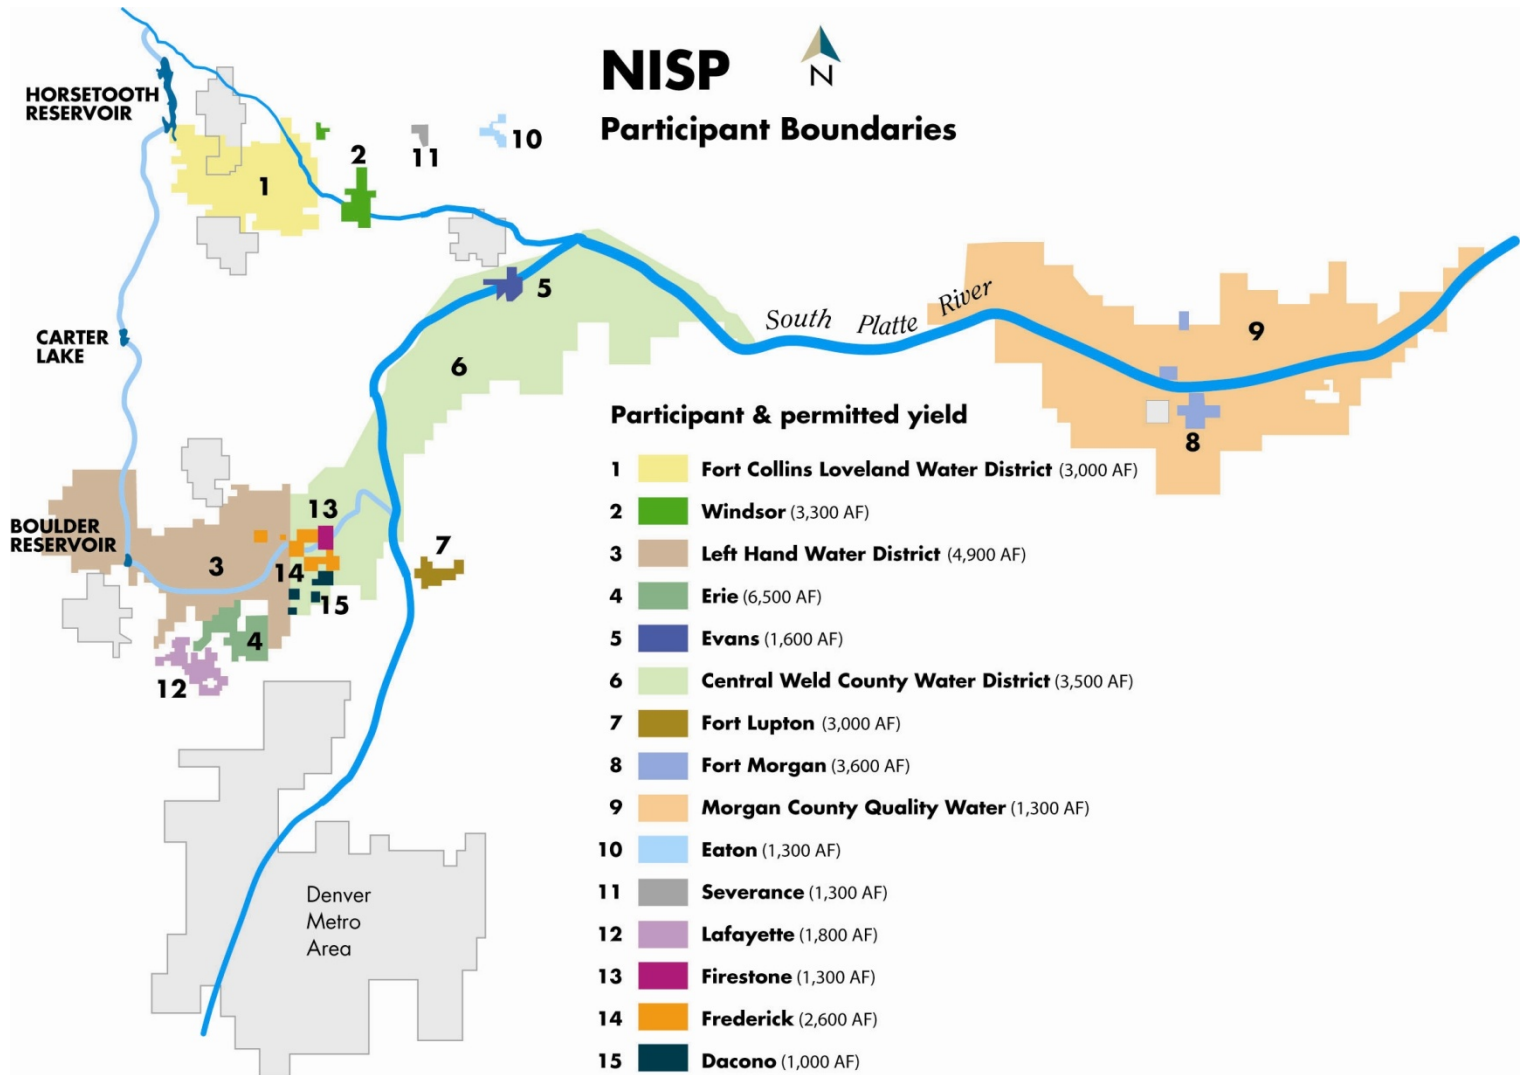 NISP
N
Participant Boundaries
HORSETOOTH
RESERVOIR
10
2
11
1
5
South Platte River
9
CARTER
LAKE
6
8
Participant & permitted yield
1 Fort Collins Loveland Water District (3,000 AF)
2 Windsor (3,300 AF)
3 Left Hand Water District (4,900 AF)
4 Erie (6,500 AF)
5 Evans (1,600 AF)
6 Central Weld County Water District (3,500 AF)
7 Fort Lupton (3,000 AF)
8 Fort Morgan (3,600 AF)
9 Morgan County Quality Water (1,300 AF)
10 Eaton (1,300 AF)
11 Severance (1,300 AF)
12 Lafayette (1,800 AF)
13 Firestone (1,300 AF)
14 Frederick (2,600 AF)
15 Dacono (1,000 AF)
BOULDER
RESERVOIR
13
7
3
14
15
4
12
Denver
Metro
Area